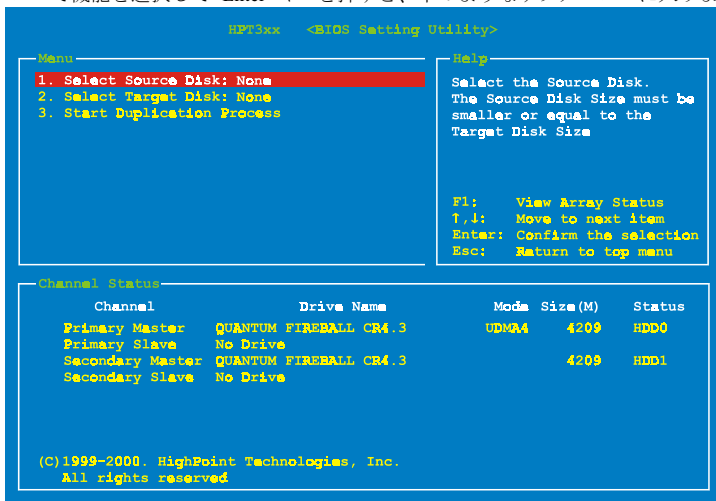 HPT3xx <BIOS Setting Utility>
Menu
1. Select Source Disk: None
2. Select Target Disk: None
3. Start Duplication Process
Help
Select the Source Disk.
The Source Disk Size must be
smaller or equal to the
Target Disk Size
F1: View Array Status
↑,↓: Move to next item
Enter: Confirm the selection
Esc: Return to top menu
Channel Status
Channel Drive Name Mode Size(M) Status
Primary Master QUANTUM FIREBALL CR4.3 UDMA4 4209 HDD0
Primary Slave No Drive
Secondary Master QUANTUM FIREBALL CR4.3 4209 HDD1
Secondary Slave No Drive
(C)1999-2000. HighPoint Technologies, Inc.
All rights reserved